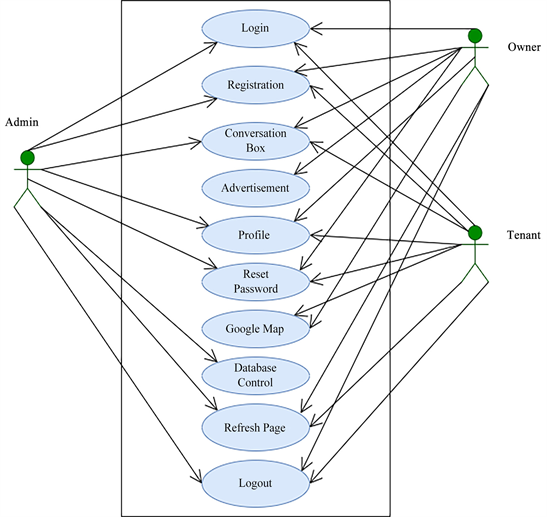 Login
Owner
Registration
Admin
Conversation
Box
Advertisement
Profile
Tenant
Reset
Password
Google Map
Database
Control
Refresh Page
Logout